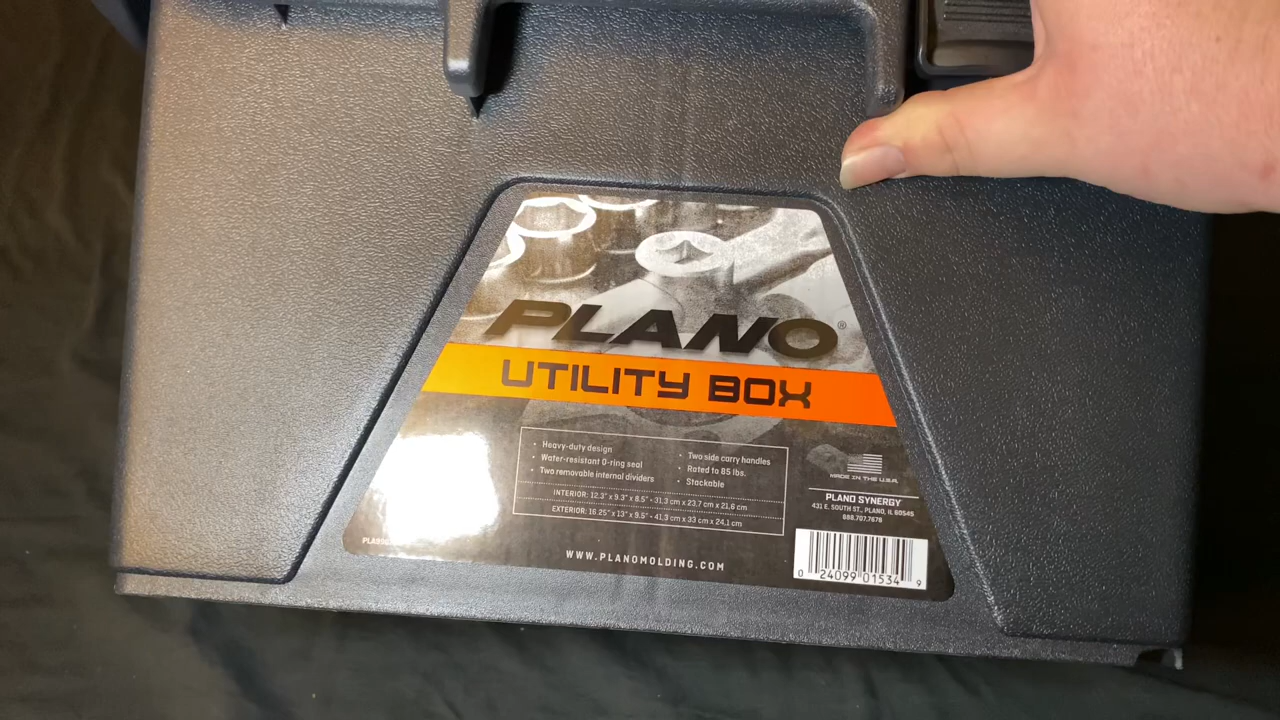 PLANO®
UTILITY BOX
• Heavy-duty design
• Water-resistant O-ring seal
• Two removable internal dividers
• Two side carry handles
• Rated to 85 lbs.
• Stackable
INTERIOR: 12.3" x 9.3" x 8.5" - 31.3 cm x 23.7 cm x 21.6 cm
EXTERIOR: 16.25" x 13" x 9.5" - 41.3 cm x 33 cm x 24.1 cm
MADE IN THE U.S.A.
PLANO SYNERGY
431 E. SOUTH ST., PLANO, IL 60545
888.707.7678
WWW.PLANOMOLDING.COM
0 24099 01534 9